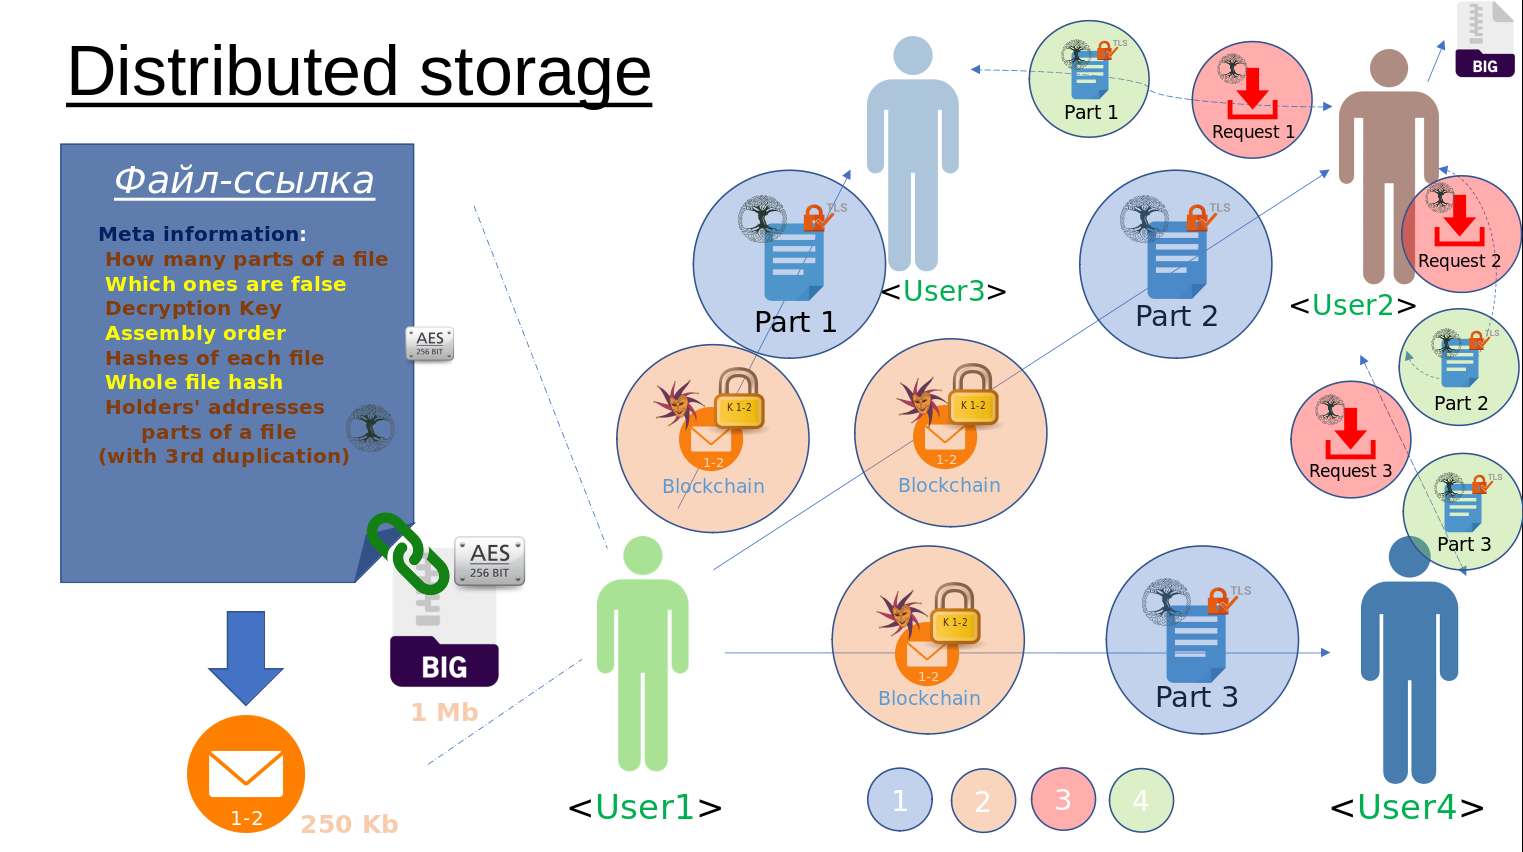 Distributed storage
Файл-ссылка
Meta information:
How many parts of a file
Which ones are false
Decryption Key
Assembly order
Hashes of each file
Whole file hash
Holders' addresses
parts of a file
(with 3rd duplication)
AES
256 BIT
AES
256 BIT
BIG
1 Mb
1-2
250 Kb
<User1>
TLS
Part 1
K 1-2
1-2
Blockchain
<User3>
TLS
Part 1
Request 1
BIG
TLS
Part 2
K 1-2
1-2
Blockchain
<User2>
Request 2
TLS
Part 2
Request 3
TLS
Part 3
K 1-2
1-2
Blockchain
TLS
Part 3
<User4>
1
2
3
4